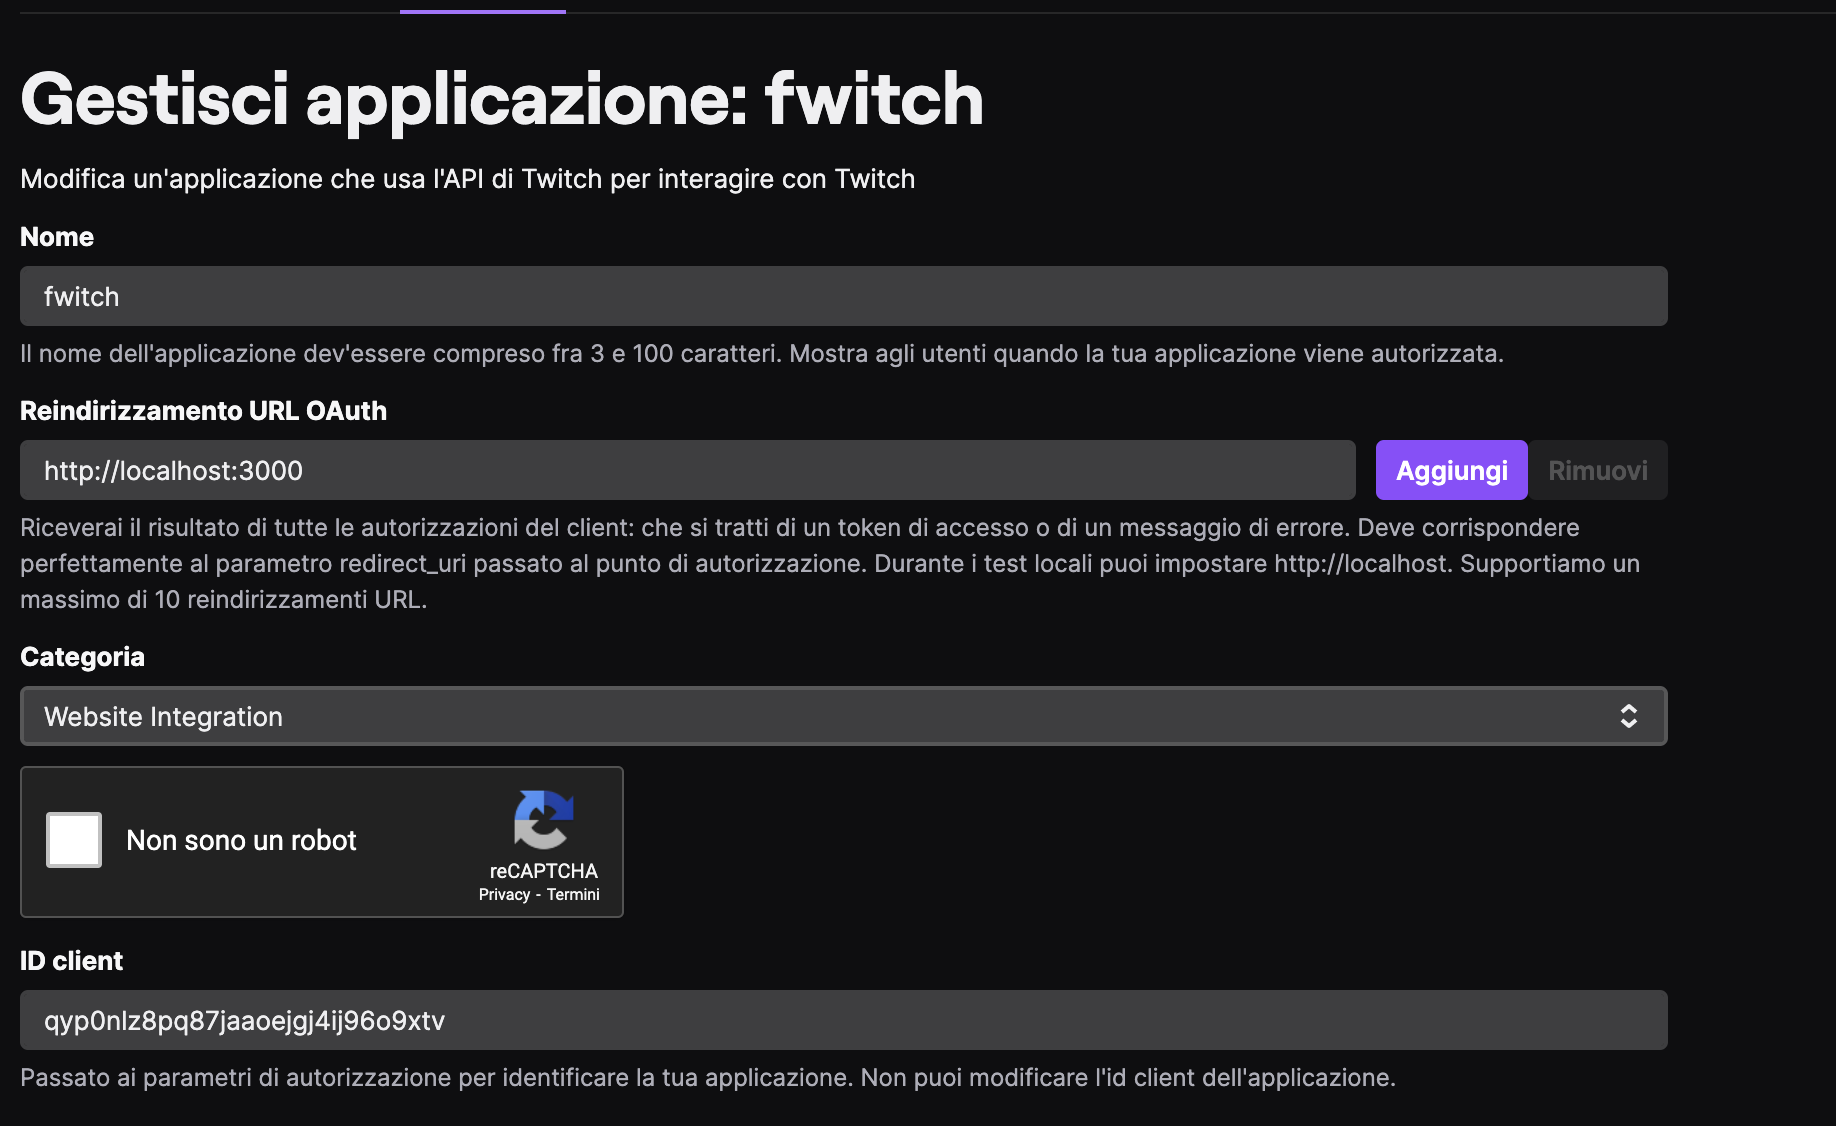 Gestisci applicazione: fwitch
Modifica un'applicazione che usa l'API di Twitch per interagire con Twitch
Nome
fwitch
Il nome dell'applicazione dev'essere compreso fra 3 e 100 caratteri. Mostra agli utenti quando la tua applicazione viene autorizzata.
Reindirizzamento URL OAuth
http://localhost:3000
Aggiungi
Rimuovi
Riceverai il risultato di tutte le autorizzazioni del client: che si tratti di un token di accesso o di un messaggio di errore. Deve corrispondere
perfettamente al parametro redirect_uri passato al punto di autorizzazione. Durante i test locali puoi impostare http://localhost. Supportiamo un
massimo di 10 reindirizzamenti URL.
Categoria
Website Integration
Non sono un robot
reCAPTCHA
Privacy - Termini
ID client
qyp0nlz8pq87jaaoejgj4ij96o9xtv
Passato ai parametri di autorizzazione per identificare la tua applicazione. Non puoi modificare l'id client dell'applicazione.